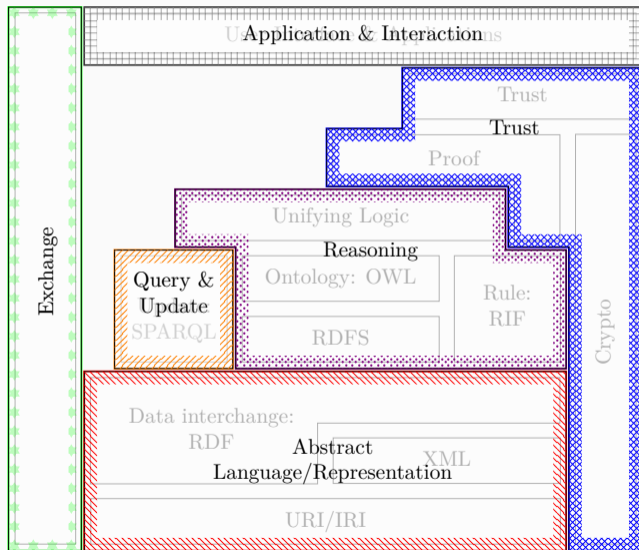 Application & Interaction
Trust
Trust
Proof
Unifying Logic
Reasoning
Exchange
Query &
Update
SPARQL
Ontology: OWL
Rule:
RIF
RDFS
Crypto
Data interchange:
RDF
Abstract
Language/Representation
XML
URI/IRI